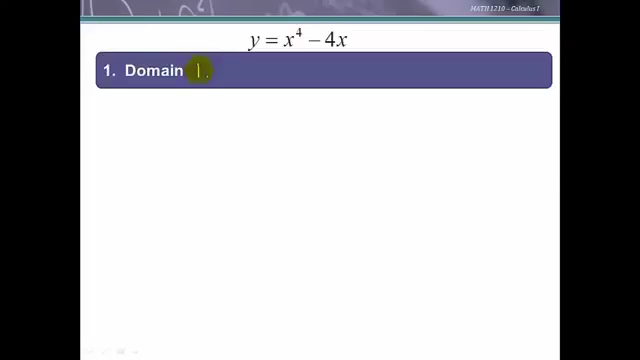 MATH 1210 – Calculus I
y = x⁴ − 4x
1. Domain